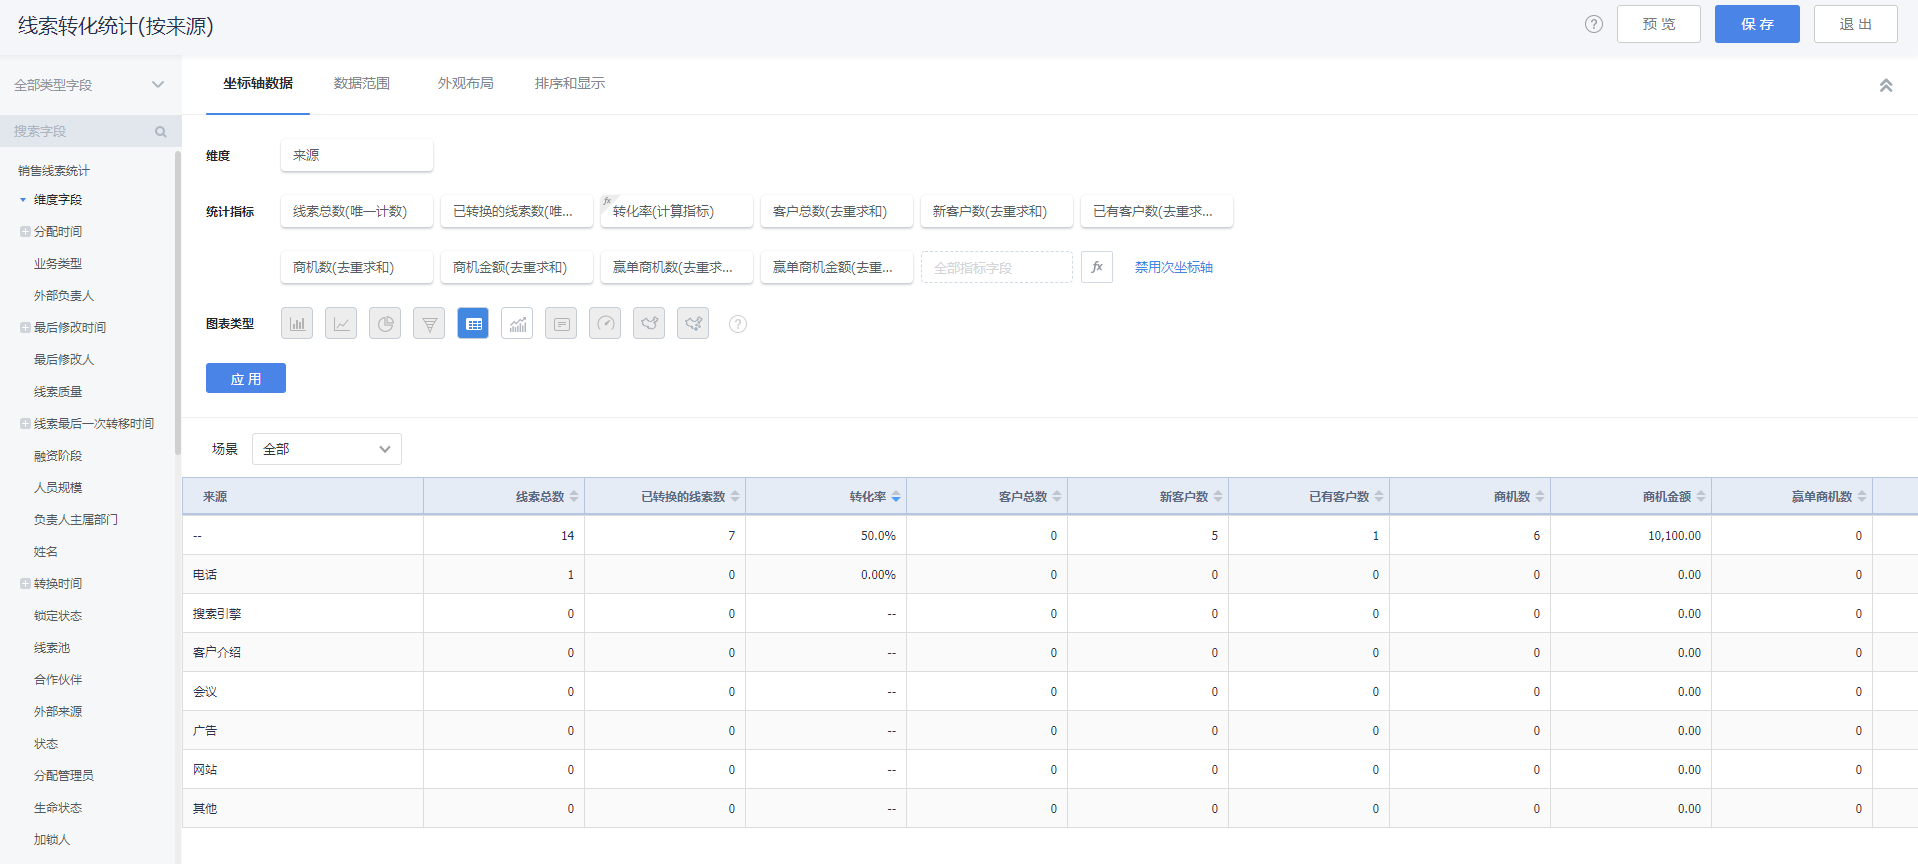 线索转化统计(按来源)
预 览
保 存
退 出
全部类型字段
搜索字段
销售线索统计
维度字段
分配时间
业务类型
外部负责人
最后修改时间
最后修改人
线索质量
线索最后一次转移时间
融资阶段
人员规模
负责人主属部门
姓名
转换时间
锁定状态
线索池
合作伙伴
外部来源
状态
分配管理员
生命状态
加锁人
坐标轴数据 数据范围 外观布局 排序和显示
维度 来源
统计指标 线索总数(唯一计数) 已转换的线索数(唯... fx 转化率(计算指标) 客户总数(去重求和) 新客户数(去重求和) 已有客户数(去重求...
商机数(去重求和) 商机金额(去重求和) 赢单商机数(去重求... 赢单商机金额(去重... 全部指标字段 fx 禁用次坐标轴
图表类型
应 用
场景 全部
来源 线索总数 已转换的线索数 转化率 客户总数 新客户数 已有客户数 商机数 商机金额 赢单商机数
-- 14 7 50.0% 0 5 1 6 10,100.00 0
电话 1 0 0.00% 0 0 0 0 0.00 0
搜索引擎 0 0 -- 0 0 0 0 0.00 0
客户介绍 0 0 -- 0 0 0 0 0.00 0
会议 0 0 -- 0 0 0 0 0.00 0
广告 0 0 -- 0 0 0 0 0.00 0
网站 0 0 -- 0 0 0 0 0.00 0
其他 0 0 -- 0 0 0 0 0.00 0